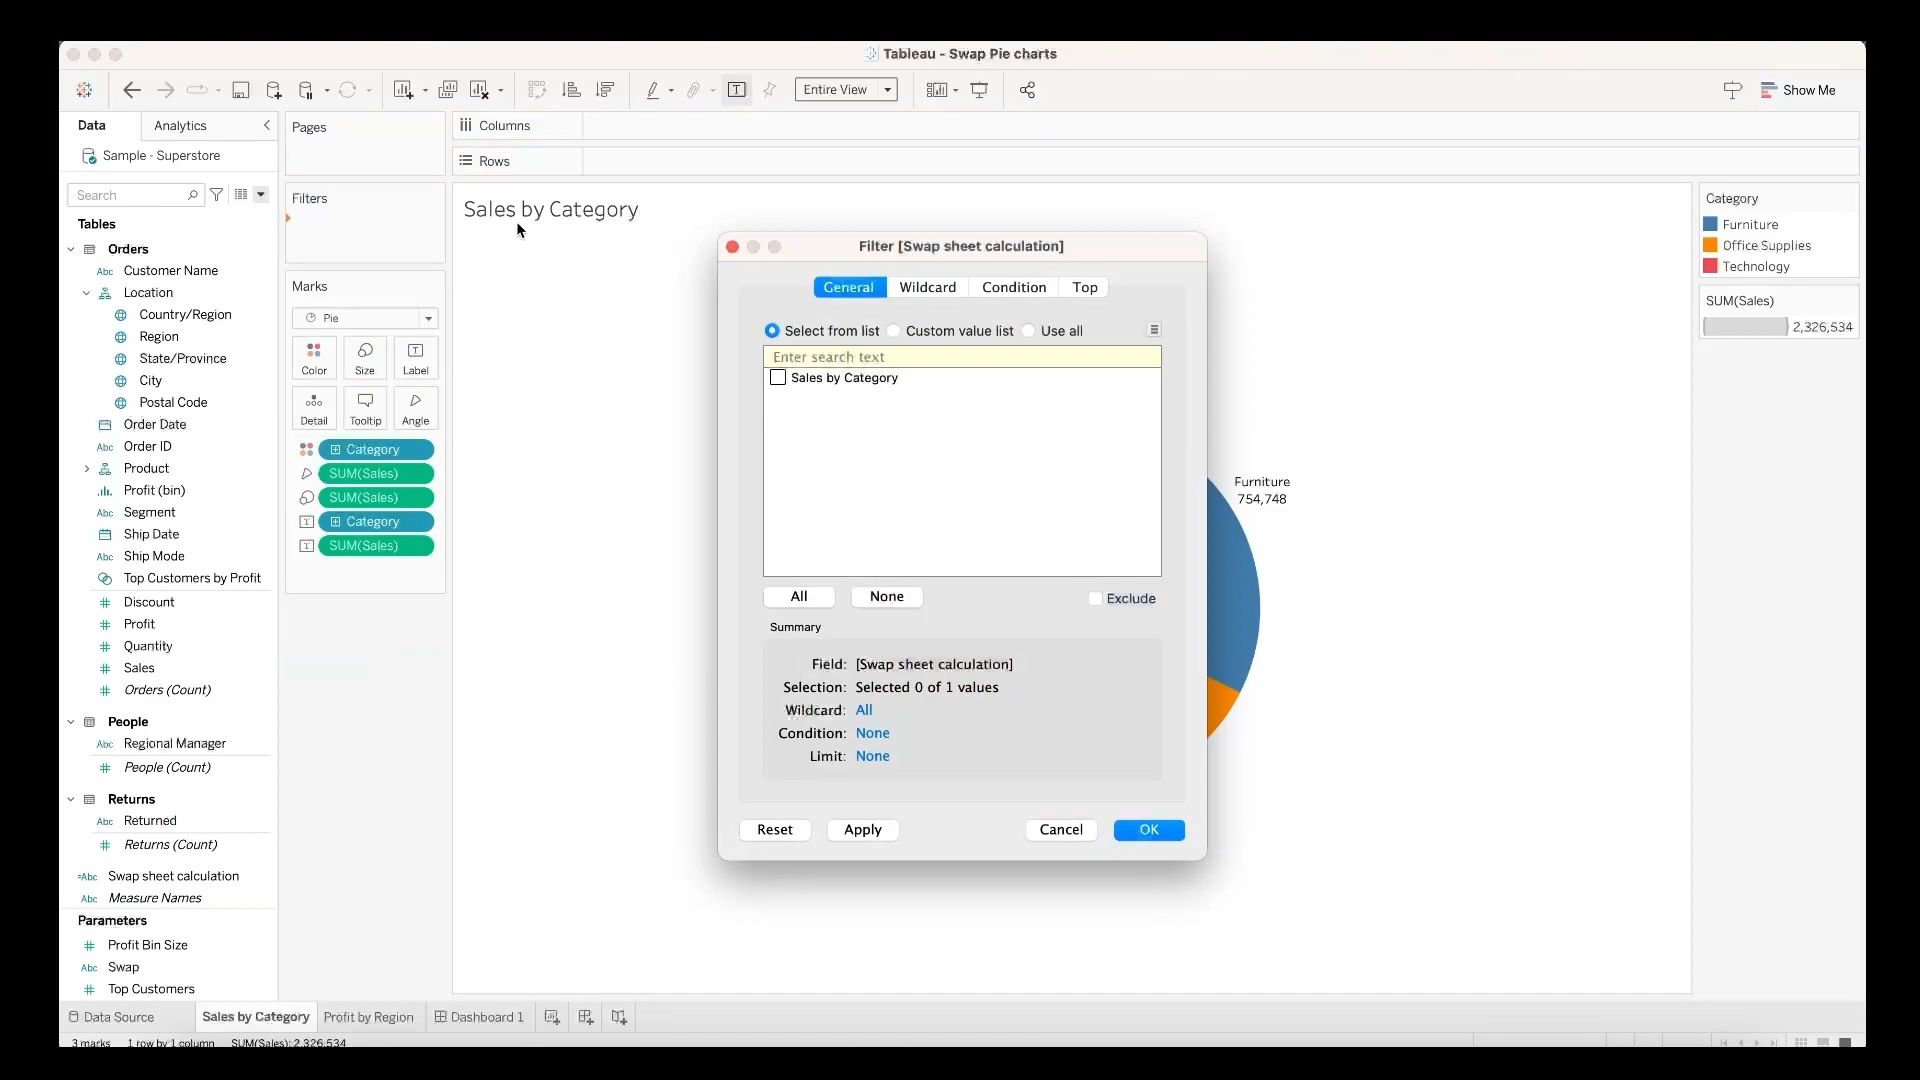 Tableau - Swap Pie charts
Entire View
Show Me
Data
Analytics
Sample - Superstore
Search
Tables
Orders
Abc Customer Name
Location
Country/Region
Region
State/Province
City
Postal Code
Order Date
Abc Order ID
Product
Profit (bin)
Abc Segment
Ship Date
Abc Ship Mode
Top Customers by Profit
# Discount
# Profit
# Quantity
# Sales
# Orders (Count)
People
Abc Regional Manager
# People (Count)
Returns
Abc Returned
# Returns (Count)
=Abc Swap sheet calculation
Abc Measure Names
Parameters
# Profit Bin Size
Abc Swap
# Top Customers
Pages
Filters
Marks
Pie
Color
Size
T
Label
Detail
Tooltip
Angle
Category
SUM(Sales)
SUM(Sales)
T Category
T SUM(Sales)
Columns
Rows
Sales by Category
Filter [Swap sheet calculation]
General
Wildcard
Condition
Top
Select from list
Custom value list
Use all
Enter search text
Sales by Category
All
None
Exclude
Summary
Field: [Swap sheet calculation]
Selection: Selected 0 of 1 values
Wildcard: All
Condition: None
Limit: None
Reset
Apply
Cancel
OK
Furniture
754,748
Category
Furniture
Office Supplies
Technology
SUM(Sales)
2,326,534
Data Source
Sales by Category
Profit by Region
Dashboard 1
3 marks
1 row by 1 column
SUM(Sales): 2,326,534